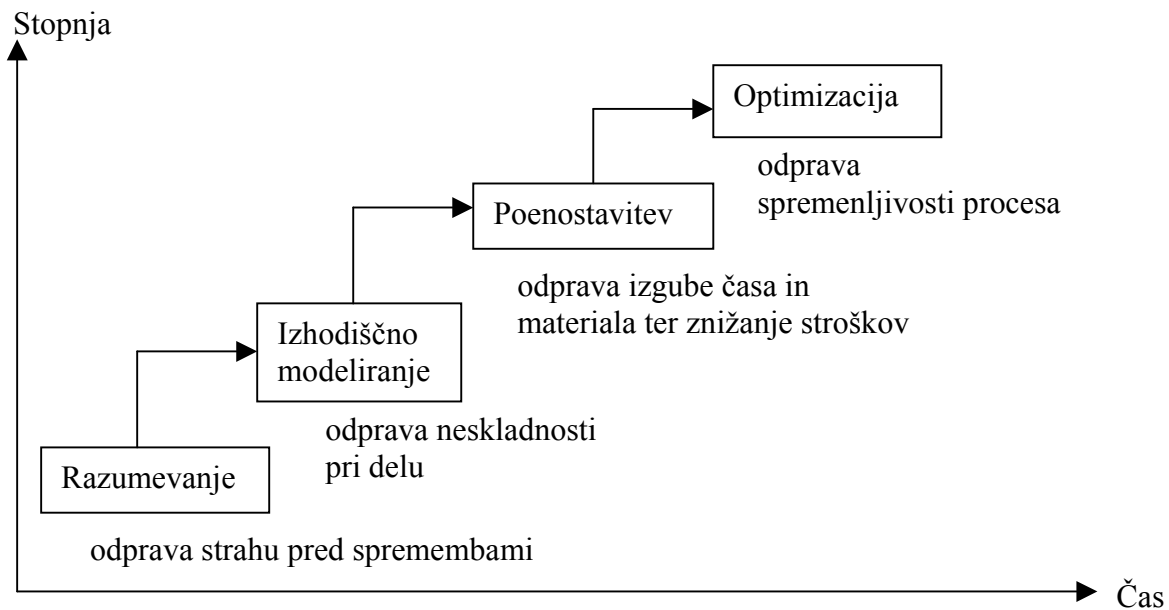 Stopnja
Optimizacija
odprava
spremenljivosti procesa
Poenostavitev
odprava izgube časa in
materiala ter znižanje stroškov
Izhodiščno
modeliranje
odprava neskladnosti
pri delu
Razumevanje
odprava strahu pred spremembami
Čas